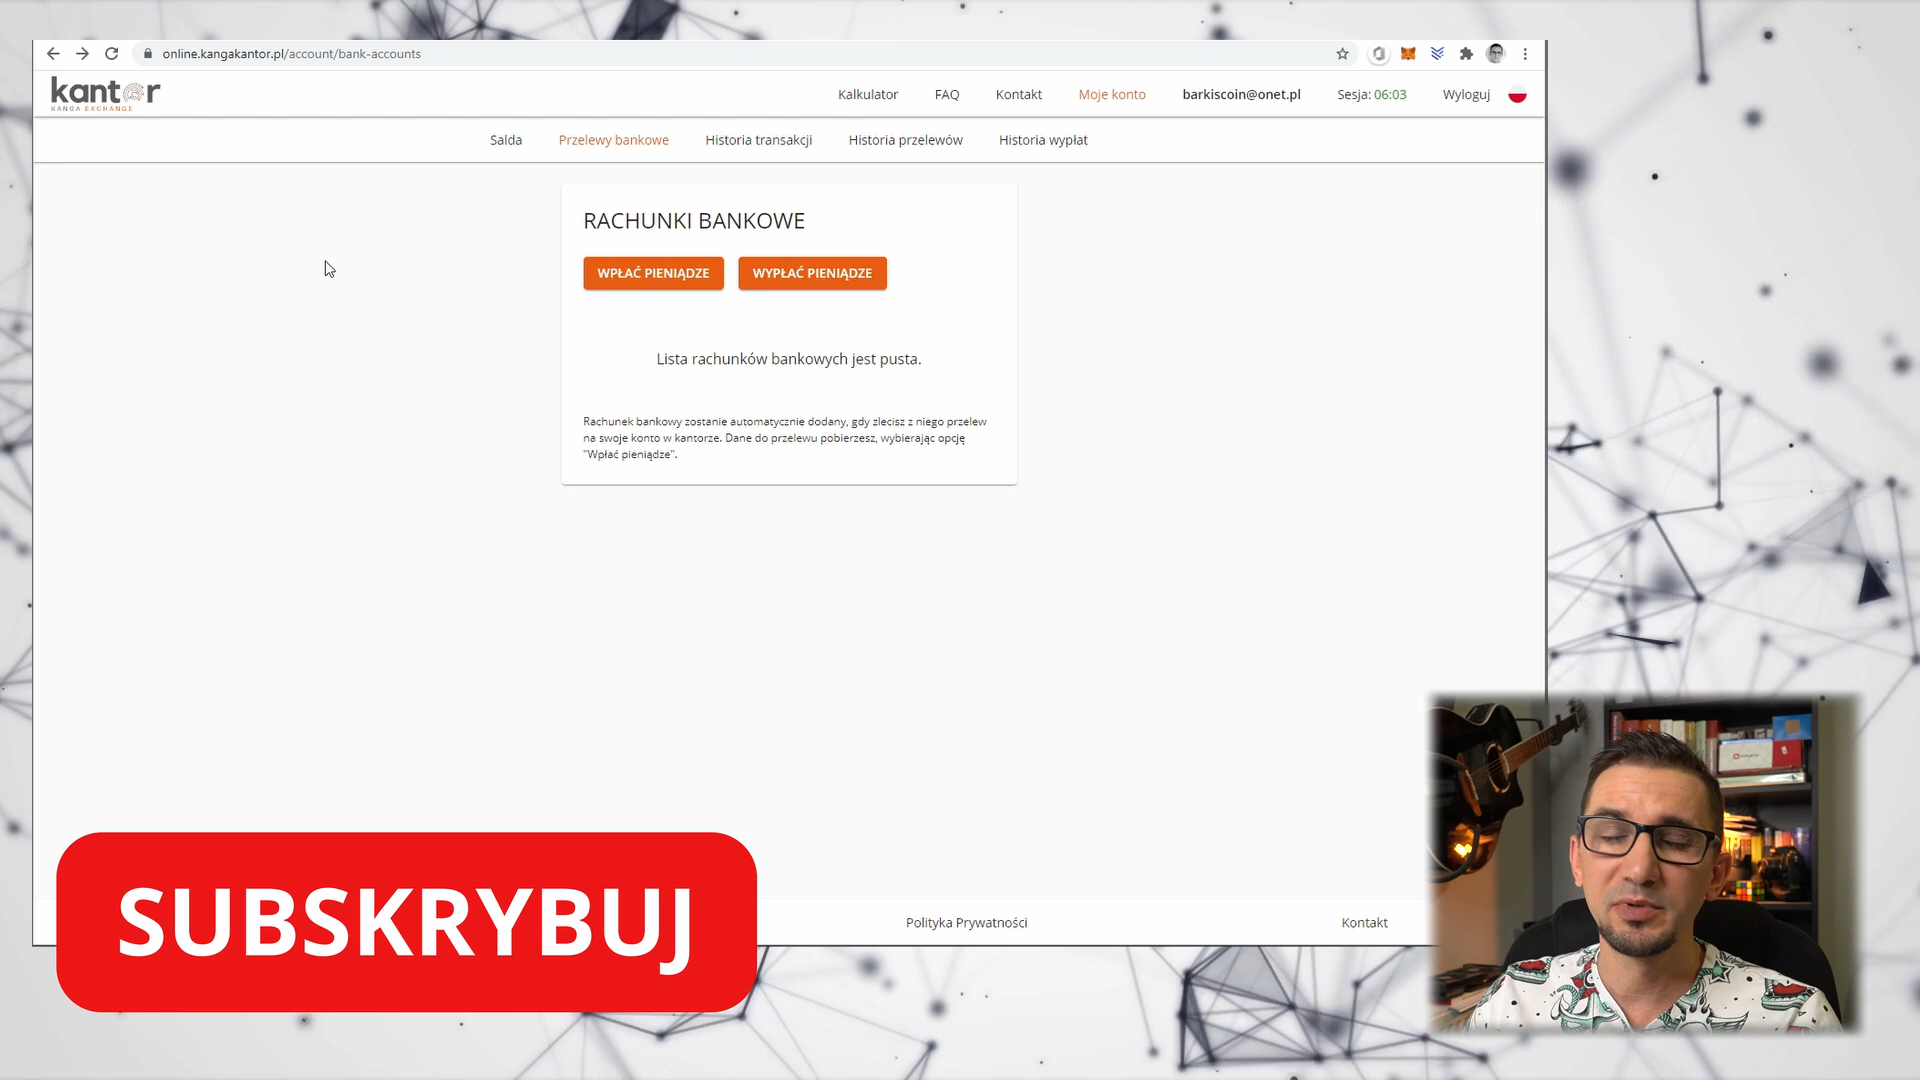 online.kangakantor.pl/account/bank-accounts
kantor
KANGA EXCHANGE
Kalkulator FAQ Kontakt Moje konto barkiscoin@onet.pl Sesja: 06:03 Wyloguj
Salda Przelewy bankowe Historia transakcji Historia przelewów Historia wypłat
RACHUNKI BANKOWE
WPŁAĆ PIENIĄDZE WYPŁAĆ PIENIĄDZE
Lista rachunków bankowych jest pusta.
Rachunek bankowy zostanie automatycznie dodany, gdy zlecisz z niego przelew
na swoje konto w kantorze. Dane do przelewu pobierzesz, wybierając opcję
"Wpłać pieniądze".
Polityka Prywatności Kontakt
SUBSKRYBUJ